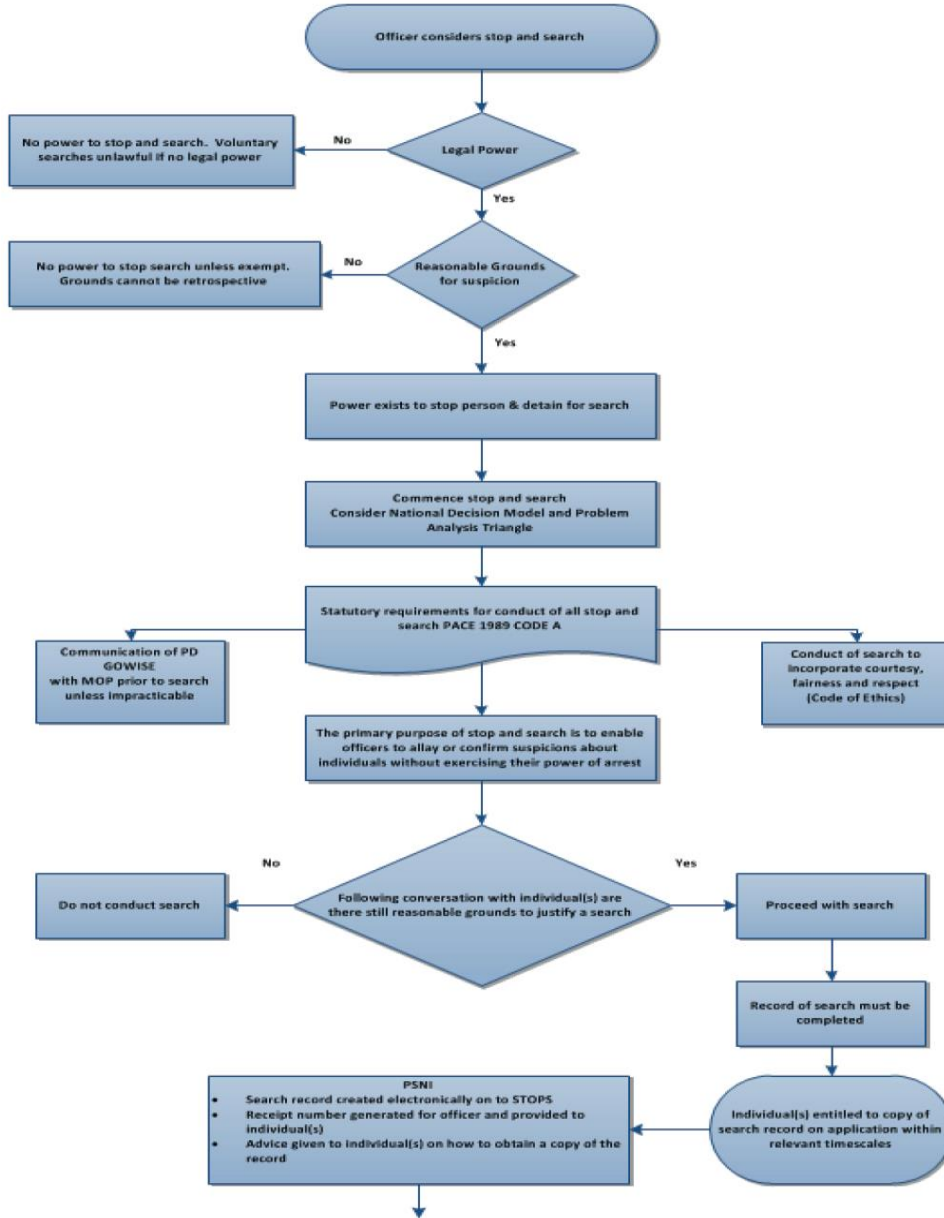 Officer considers stop and search
Legal Power
No
No power to stop and search. Voluntary
searches unlawful if no legal power
Yes
Reasonable Grounds
for suspicion
No
No power to stop search unless exempt.
Grounds cannot be retrospective
Yes
Power exists to stop person & detain for search
Commence stop and search
Consider National Decision Model and Problem
Analysis Triangle
Statutory requirements for conduct of all stop and
search PACE 1989 CODE A
Communication of PD
GOWISE
with MOP prior to search
unless impracticable
Conduct of search to
incorporate courtesy,
fairness and respect
(Code of Ethics)
The primary purpose of stop and search is to enable
officers to allay or confirm suspicions about
individuals without exercising their power of arrest
No
Yes
Do not conduct search
Following conversation with individual(s) are
there still reasonable grounds to justify a search
Proceed with search
Record of search must be
completed
Individual(s) entitled to copy of
search record on application within
relevant timescales
PSNI
• Search record created electronically on to STOPS
• Receipt number generated for officer and provided to
individual(s)
• Advice given to individual(s) on how to obtain a copy of the
record